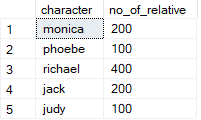 character no_of_relative
1 monica 200
2 phoebe 100
3 richael 400
4 jack 200
5 judy 100